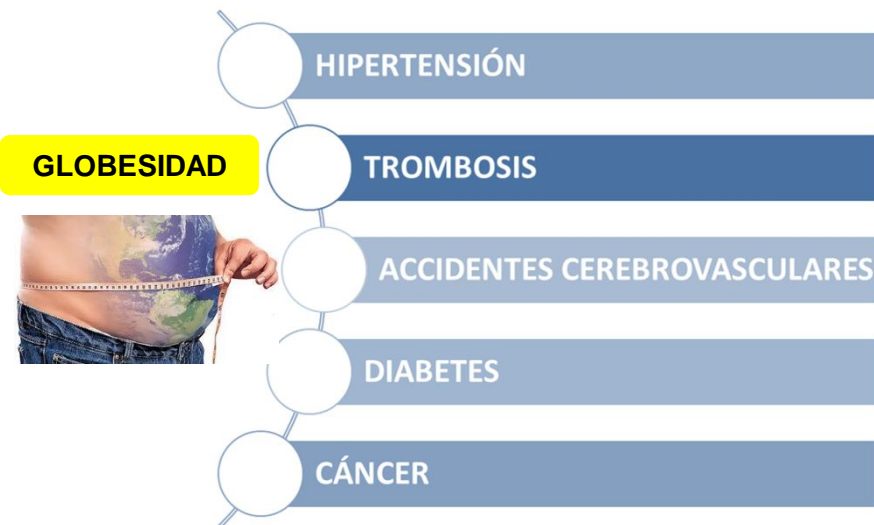 HIPERTENSIÓN
GLOBESIDAD
TROMBOSIS
ACCIDENTES CEREBROVASCULARES
DIABETES
CÁNCER